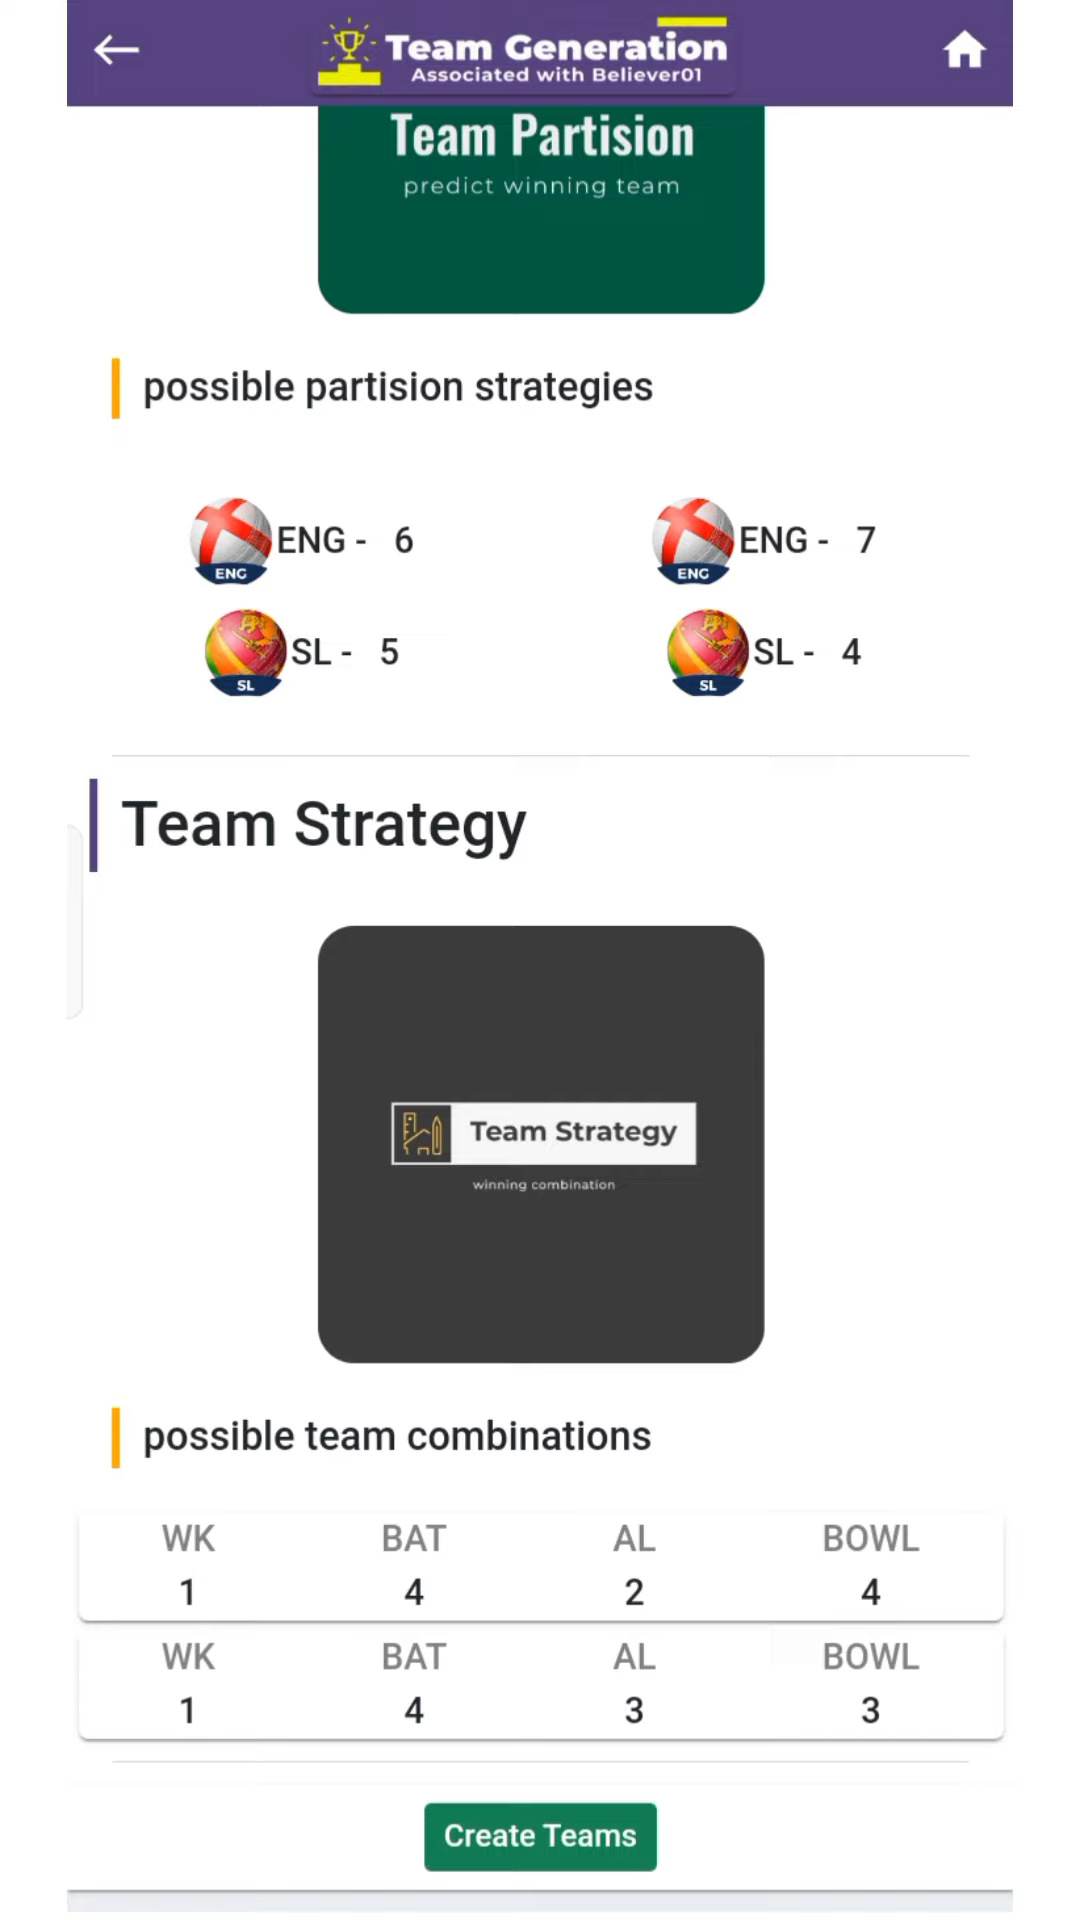 Team Generation
Associated with Believer01
Team Partision
predict winning team
possible partision strategies
ENG
ENG - 6
ENG
ENG - 7
SL
SL - 5
SL
SL - 4
Team Strategy
Team Strategy
winning combination
possible team combinations
WK BAT AL BOWL
1 4 2 4
WK BAT AL BOWL
1 4 3 3
Create Teams